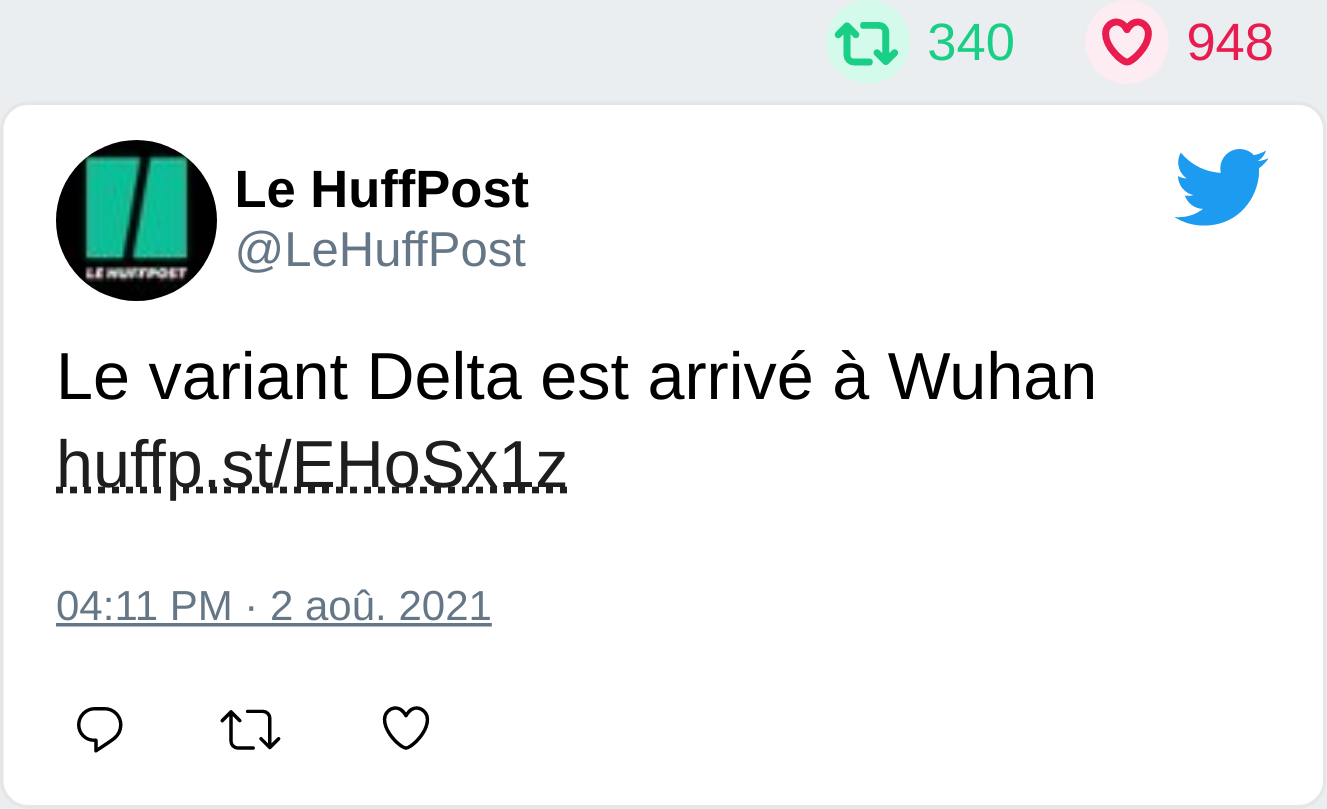 340 948
Le HuffPost
@LeHuffPost
LE HUFFPOST
Le variant Delta est arrivé à Wuhan
huffp.st/EHoSx1z
04:11 PM · 2 aoû. 2021